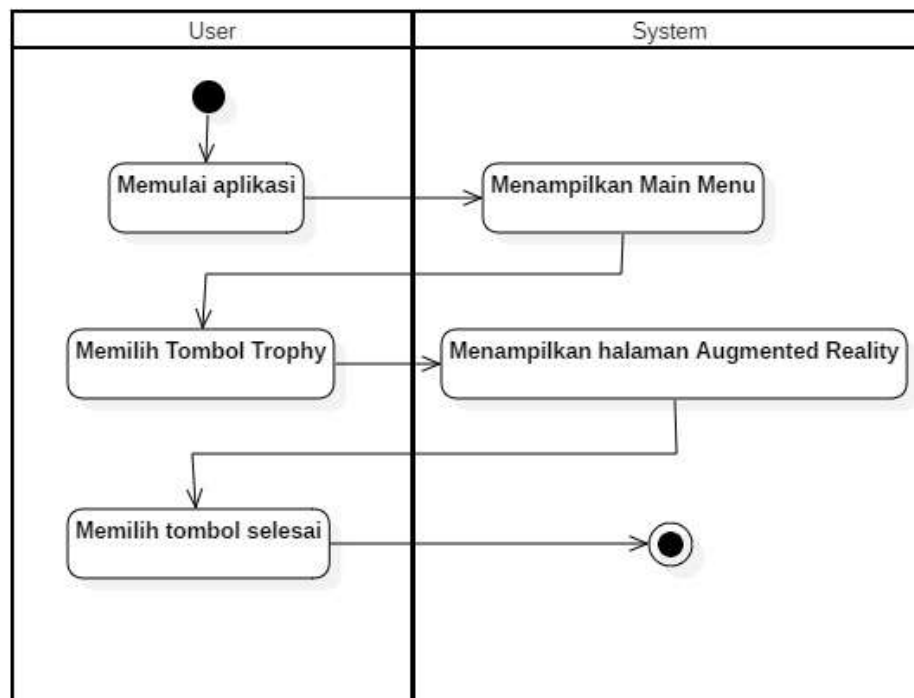 User
System
Memulai aplikasi
Menampilkan Main Menu
Memilih Tombol Trophy
Menampilkan halaman Augmented Reality
Memilih tombol selesai